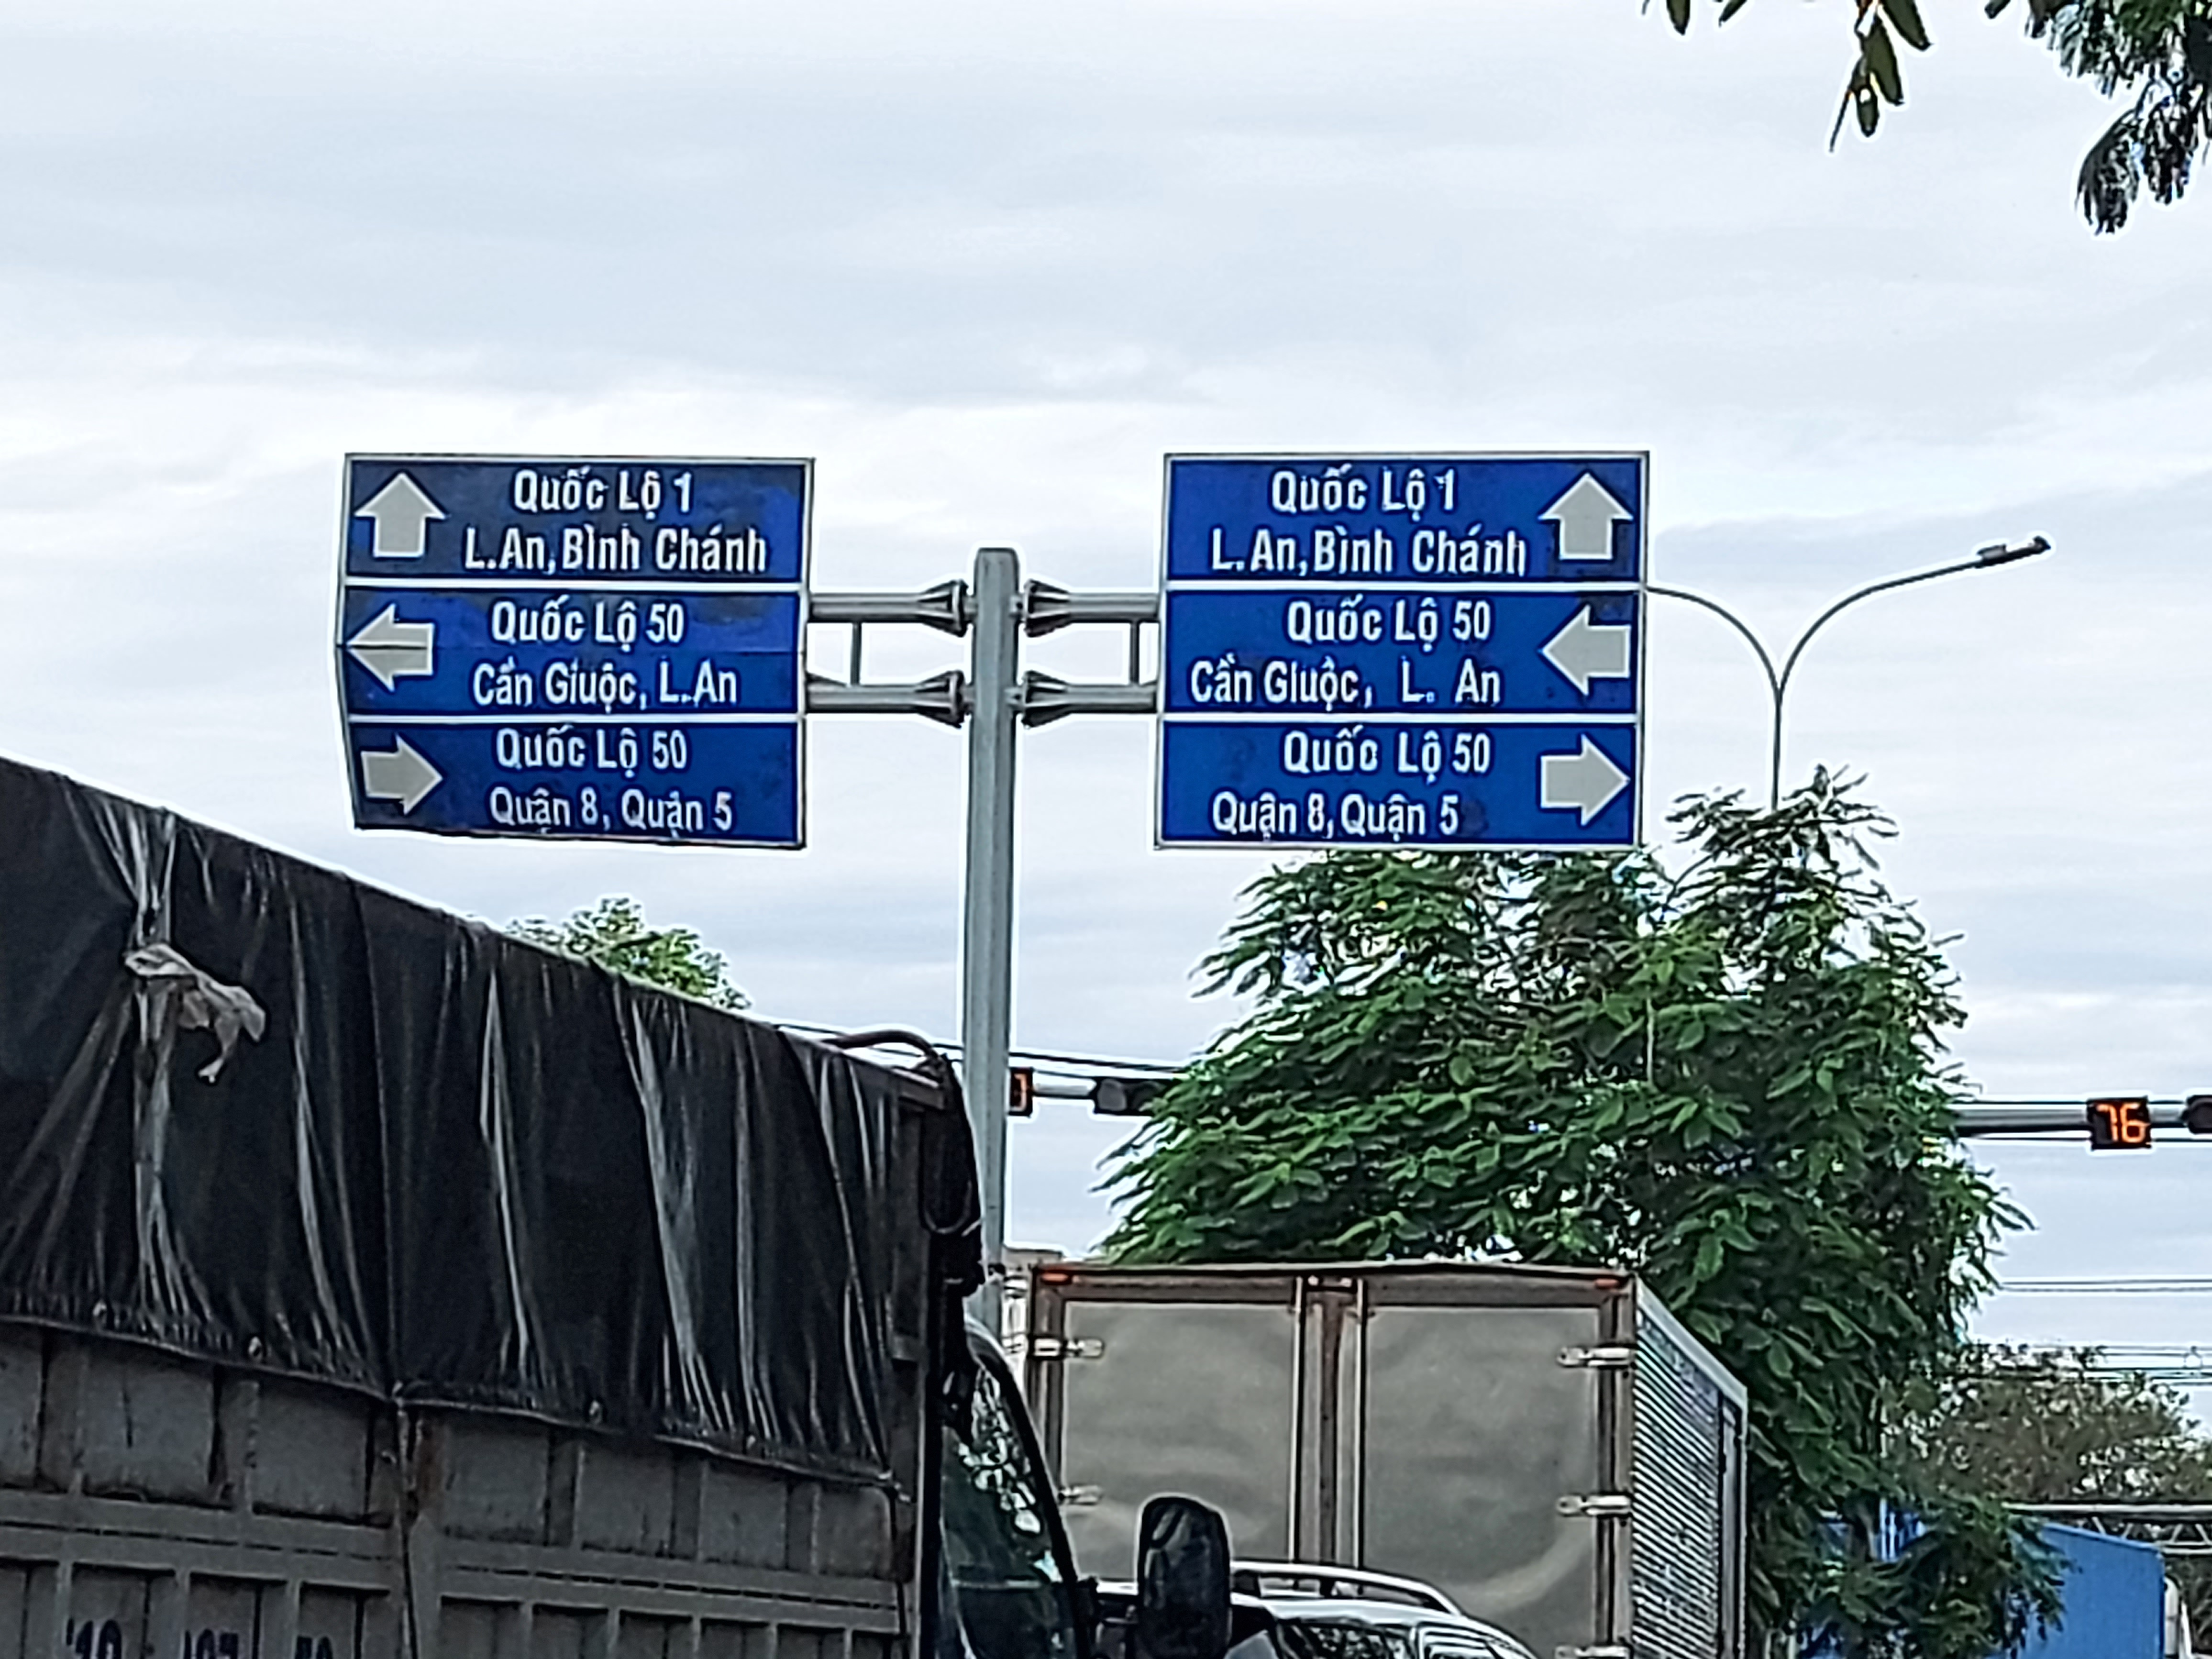 Quốc Lộ 1
L.An, Bình Chánh
Quốc Lộ 50
Cần Giuộc, L.An
Quốc Lộ 50
Quận 8, Quận 5
Quốc Lộ 1
L.An, Bình Chánh
Quốc Lộ 50
Cần Giuộc, L. An
Quốc Lộ 50
Quận 8, Quận 5
76